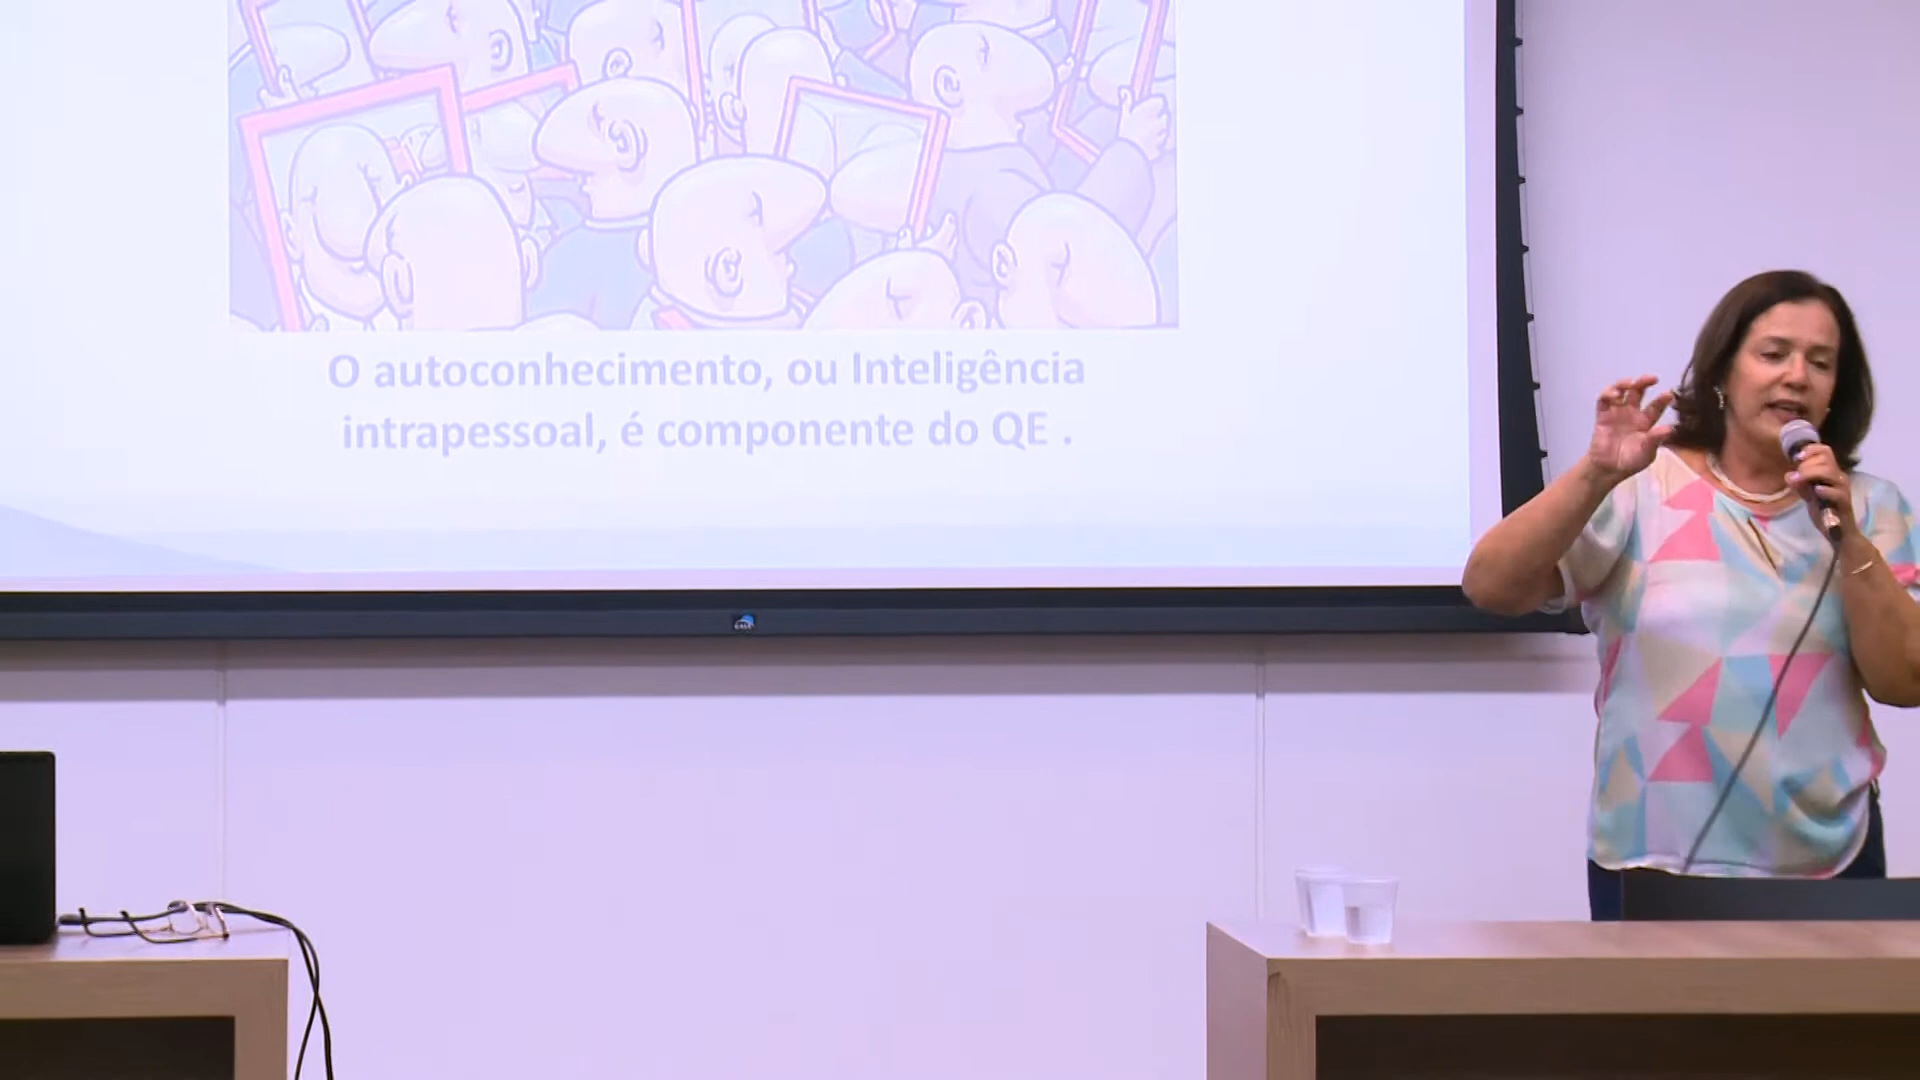 O autoconhecimento, ou Inteligência
intrapessoal, é componente do QE .